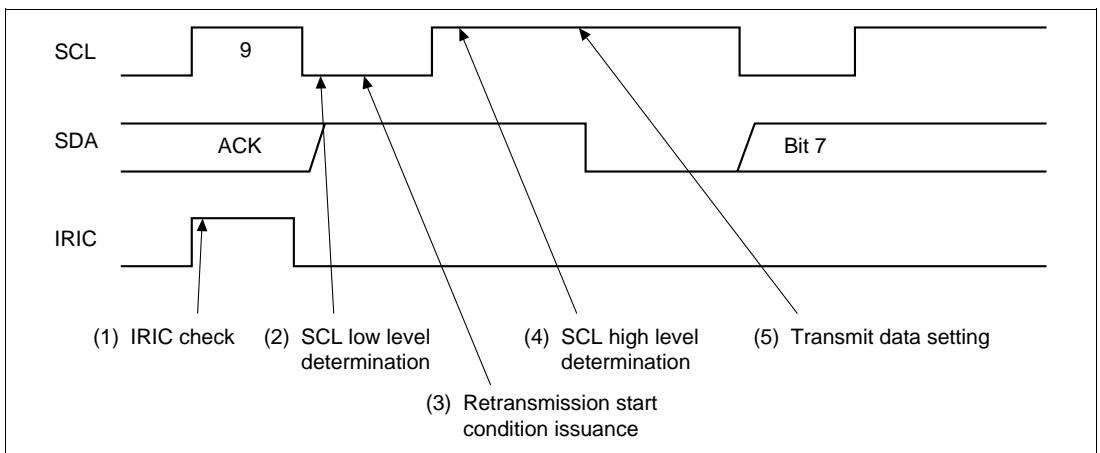 SCL
9
SDA
ACK
Bit 7
IRIC
(1) IRIC check
(2) SCL low level
determination
(4) SCL high level
determination
(5) Transmit data setting
(3) Retransmission start
condition issuance